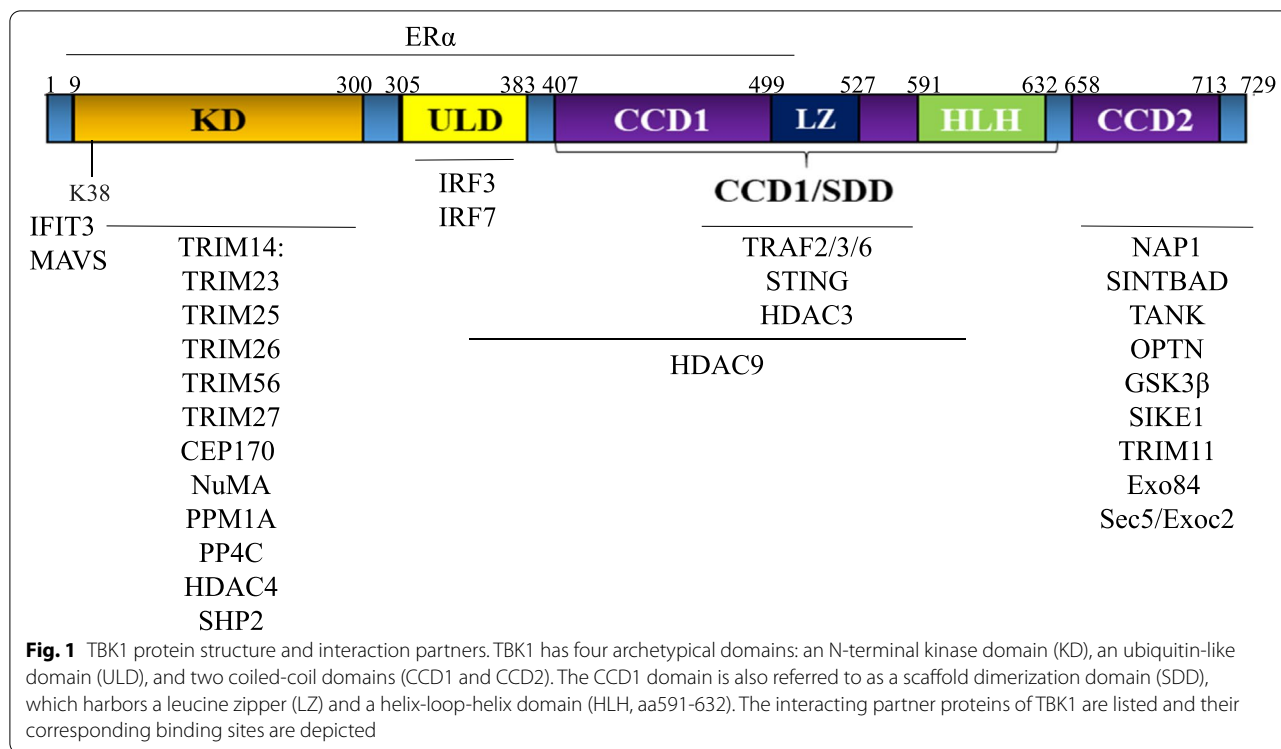 ERα
1 9 300 305 383 407 499 527 591 632 658 713 729
KD ULD CCD1 LZ HLH CCD2
K38
CCD1/SDD
IFIT3
MAVS
TRIM14:
TRIM23
TRIM25
TRIM26
TRIM56
TRIM27
CEP170
NuMA
PPM1A
PP4C
HDAC4
SHP2
IRF3
IRF7
TRAF2/3/6
STING
HDAC3
HDAC9
NAP1
SINTBAD
TANK
OPTN
GSK3β
SIKE1
TRIM11
Exo84
Sec5/Exoc2
Fig. 1 TBK1 protein structure and interaction partners. TBK1 has four archetypical domains: an N-terminal kinase domain (KD), an ubiquitin-like
domain (ULD), and two coiled-coil domains (CCD1 and CCD2). The CCD1 domain is also referred to as a scaffold dimerization domain (SDD),
which harbors a leucine zipper (LZ) and a helix-loop-helix domain (HLH, aa591-632). The interacting partner proteins of TBK1 are listed and their
corresponding binding sites are depicted